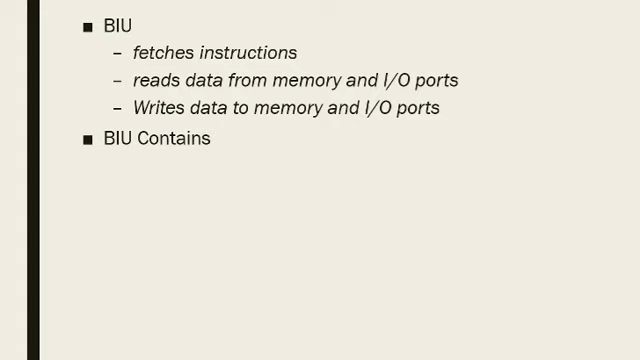 ■ BIU
– fetches instructions
– reads data from memory and I/O ports
– Writes data to memory and I/O ports
■ BIU Contains